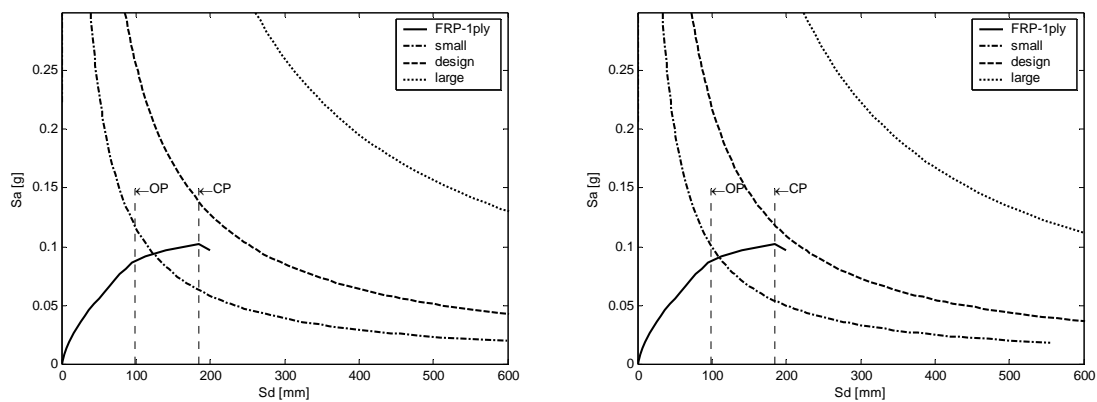 FRP-1ply
small
design
large
0.25
0.2
0.15
0.1
0.05
0
Sa [g]
←OP
←CP
0 100 200 300 400 500 600
Sd [mm]
FRP-1ply
small
design
large
0.25
0.2
0.15
0.1
0.05
0
Sa [g]
←OP
←CP
0 100 200 300 400 500 600
Sd [mm]